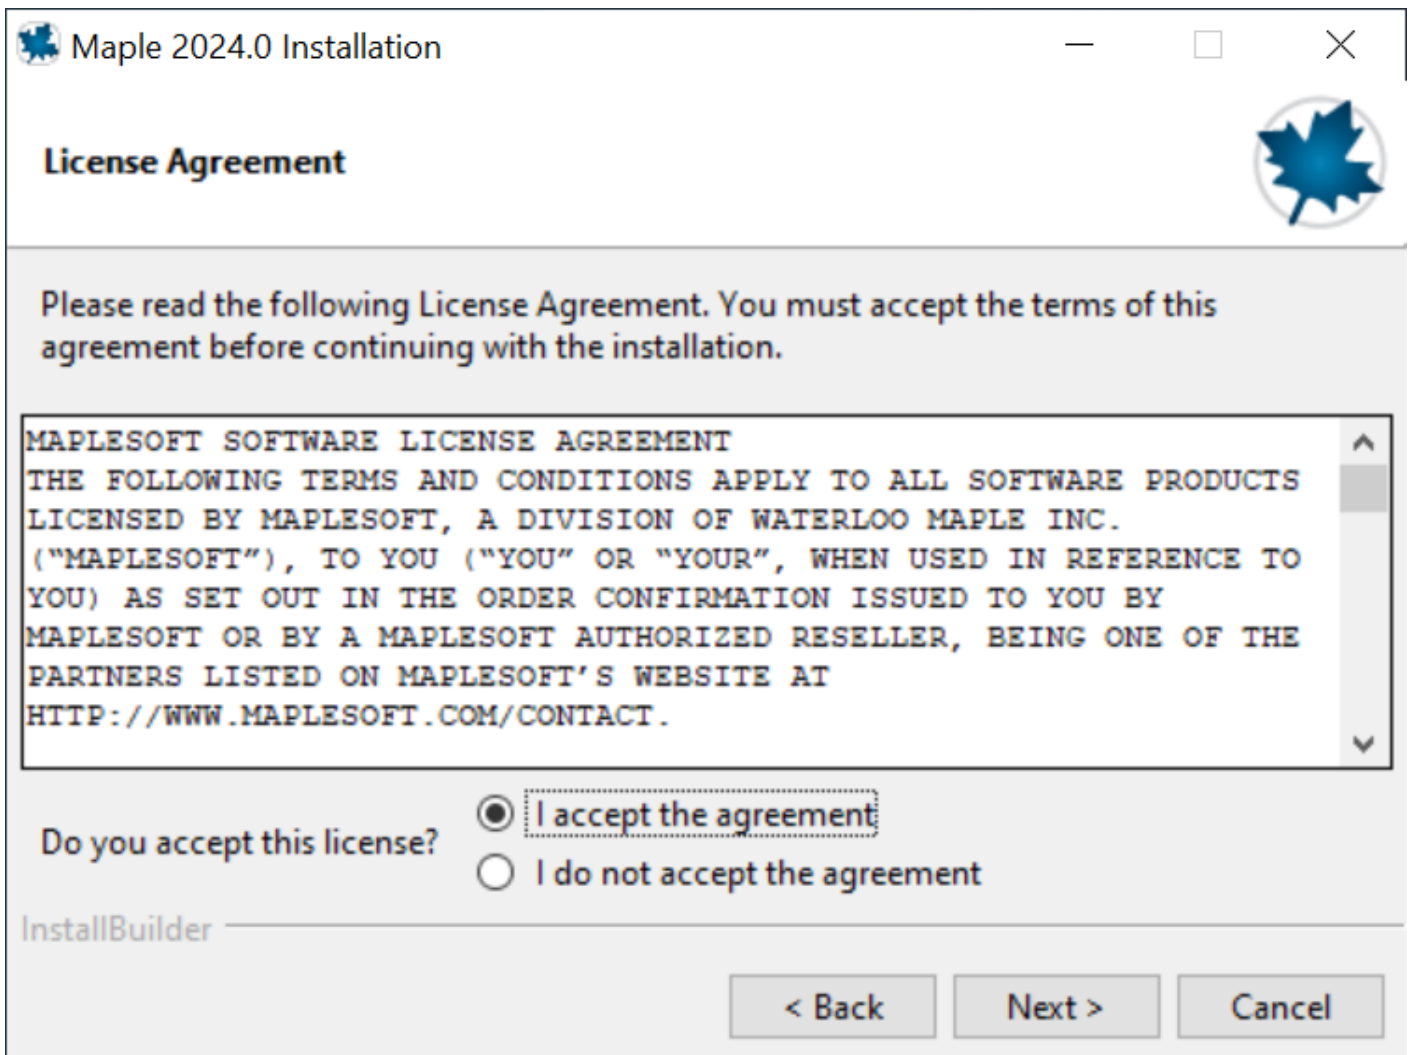 Maple 2024.0 Installation
License Agreement
Please read the following License Agreement. You must accept the terms of this
agreement before continuing with the installation.
MAPLESOFT SOFTWARE LICENSE AGREEMENT
THE FOLLOWING TERMS AND CONDITIONS APPLY TO ALL SOFTWARE PRODUCTS
LICENSED BY MAPLESOFT, A DIVISION OF WATERLOO MAPLE INC.
(“MAPLESOFT”), TO YOU (“YOU” OR “YOUR”, WHEN USED IN REFERENCE TO
YOU) AS SET OUT IN THE ORDER CONFIRMATION ISSUED TO YOU BY
MAPLESOFT OR BY A MAPLESOFT AUTHORIZED RESELLER, BEING ONE OF THE
PARTNERS LISTED ON MAPLESOFT’S WEBSITE AT
HTTP://WWW.MAPLESOFT.COM/CONTACT.
Do you accept this license?
I accept the agreement
I do not accept the agreement
InstallBuilder
< Back
Next >
Cancel